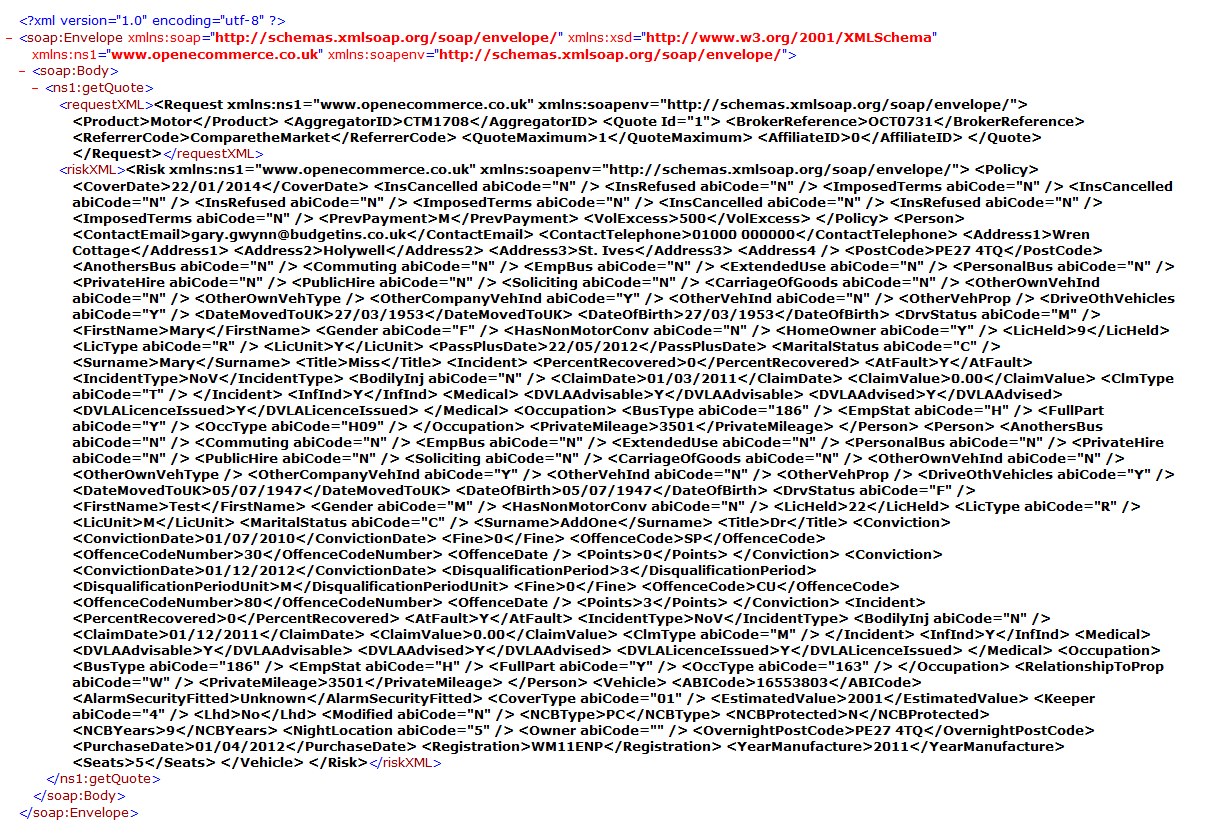 <?xml version="1.0" encoding="utf-8" ?>
- <soap:Envelope xmlns:soap="http://schemas.xmlsoap.org/soap/envelope/" xmlns:xsd="http://www.w3.org/2001/XMLSchema"
xmlns:ns1="www.openecommerce.co.uk" xmlns:soapenv="http://schemas.xmlsoap.org/soap/envelope/">
- <soap:Body>
- <ns1:getQuote>
<requestXML><Request xmlns:ns1="www.openecommerce.co.uk" xmlns:soapenv="http://schemas.xmlsoap.org/soap/envelope/">
<Product>Motor</Product> <AggregatorID>CTM1708</AggregatorID> <Quote Id="1"> <BrokerReference>OCT0731</BrokerReference>
<ReferrerCode>ComparetheMarket</ReferrerCode> <QuoteMaximum>1</QuoteMaximum> <AffiliateID>0</AffiliateID> </Quote>
</Request></requestXML>
<riskXML><Risk xmlns:ns1="www.openecommerce.co.uk" xmlns:soapenv="http://schemas.xmlsoap.org/soap/envelope/"> <Policy>
<CoverDate>22/01/2014</CoverDate> <InsCancelled abiCode="N" /> <InsRefused abiCode="N" /> <ImposedTerms abiCode="N" /> <InsCancelled
abiCode="N" /> <InsRefused abiCode="N" /> <ImposedTerms abiCode="N" /> <InsCancelled abiCode="N" /> <InsRefused abiCode="N" />
<ImposedTerms abiCode="N" /> <PrevPayment>M</PrevPayment> <VolExcess>500</VolExcess> </Policy> <Person>
<ContactEmail>gary.gwynn@budgetins.co.uk</ContactEmail> <ContactTelephone>01000 000000</ContactTelephone> <Address1>Wren
Cottage</Address1> <Address2>Holywell</Address2> <Address3>St. Ives</Address3> <Address4 /> <PostCode>PE27 4TQ</PostCode>
<AnothersBus abiCode="N" /> <Commuting abiCode="N" /> <EmpBus abiCode="N" /> <ExtendedUse abiCode="N" /> <PersonalBus abiCode="N" />
<PrivateHire abiCode="N" /> <PublicHire abiCode="N" /> <Soliciting abiCode="N" /> <CarriageOfGoods abiCode="N" /> <OtherOwnVehInd
abiCode="N" /> <OtherOwnVehType /> <OtherCompanyVehInd abiCode="Y" /> <OtherVehInd abiCode="N" /> <OtherVehProp /> <DriveOthVehicles
abiCode="Y" /> <DateMovedToUK>27/03/1953</DateMovedToUK> <DateOfBirth>27/03/1953</DateOfBirth> <DrvStatus abiCode="M" />
<FirstName>Mary</FirstName> <Gender abiCode="F" /> <HasNonMotorConv abiCode="N" /> <HomeOwner abiCode="Y" /> <LicHeld>9</LicHeld>
<LicType abiCode="R" /> <LicUnit>Y</LicUnit> <PassPlusDate>22/05/2012</PassPlusDate> <MaritalStatus abiCode="C" />
<Surname>Mary</Surname> <Title>Miss</Title> <Incident> <PercentRecovered>0</PercentRecovered> <AtFault>Y</AtFault>
<IncidentType>NoV</IncidentType> <BodilyInj abiCode="N" /> <ClaimDate>01/03/2011</ClaimDate> <ClaimValue>0.00</ClaimValue> <ClmType
abiCode="T" /> </Incident> <InfInd>Y</InfInd> <Medical> <DVLAAdvisable>Y</DVLAAdvisable> <DVLAAdvised>Y</DVLAAdvised>
<DVLALicenceIssued>Y</DVLALicenceIssued> </Medical> <Occupation> <BusType abiCode="186" /> <EmpStat abiCode="H" /> <FullPart
abiCode="Y" /> <OccType abiCode="H09" /> </Occupation> <PrivateMileage>3501</PrivateMileage> </Person> <Person> <AnothersBus
abiCode="N" /> <Commuting abiCode="N" /> <EmpBus abiCode="N" /> <ExtendedUse abiCode="N" /> <PersonalBus abiCode="N" /> <PrivateHire
abiCode="N" /> <PublicHire abiCode="N" /> <Soliciting abiCode="N" /> <CarriageOfGoods abiCode="N" /> <OtherOwnVehInd abiCode="N" />
<OtherOwnVehType /> <OtherCompanyVehInd abiCode="Y" /> <OtherVehInd abiCode="N" /> <OtherVehProp /> <DriveOthVehicles abiCode="Y" />
<DateMovedToUK>05/07/1947</DateMovedToUK> <DateOfBirth>05/07/1947</DateOfBirth> <DrvStatus abiCode="F" />
<FirstName>Test</FirstName> <Gender abiCode="M" /> <HasNonMotorConv abiCode="N" /> <LicHeld>22</LicHeld> <LicType abiCode="R" />
<LicUnit>M</LicUnit> <MaritalStatus abiCode="C" /> <Surname>AddOne</Surname> <Title>Dr</Title> <Conviction>
<ConvictionDate>01/07/2010</ConvictionDate> <Fine>0</Fine> <OffenceCode>SP</OffenceCode>
<OffenceCodeNumber>30</OffenceCodeNumber> <OffenceDate /> <Points>0</Points> </Conviction> <Conviction>
<ConvictionDate>01/12/2012</ConvictionDate> <DisqualificationPeriod>3</DisqualificationPeriod>
<DisqualificationPeriodUnit>M</DisqualificationPeriodUnit> <Fine>0</Fine> <OffenceCode>CU</OffenceCode>
<OffenceCodeNumber>80</OffenceCodeNumber> <OffenceDate /> <Points>3</Points> </Conviction> <Incident>
<PercentRecovered>0</PercentRecovered> <AtFault>Y</AtFault> <IncidentType>NoV</IncidentType> <BodilyInj abiCode="N" />
<ClaimDate>01/12/2011</ClaimDate> <ClaimValue>0.00</ClaimValue> <ClmType abiCode="M" /> </Incident> <InfInd>Y</InfInd> <Medical>
<DVLAAdvisable>Y</DVLAAdvisable> <DVLAAdvised>Y</DVLAAdvised> <DVLALicenceIssued>Y</DVLALicenceIssued> </Medical> <Occupation>
<BusType abiCode="186" /> <EmpStat abiCode="H" /> <FullPart abiCode="Y" /> <OccType abiCode="163" /> </Occupation> <RelationshipToProp
abiCode="W" /> <PrivateMileage>3501</PrivateMileage> </Person> <Vehicle> <ABICode>16553803</ABICode>
<AlarmSecurityFitted>Unknown</AlarmSecurityFitted> <CoverType abiCode="01" /> <EstimatedValue>2001</EstimatedValue> <Keeper
abiCode="4" /> <Lhd>No</Lhd> <Modified abiCode="N" /> <NCBType>PC</NCBType> <NCBProtected>N</NCBProtected>
<NCBYears>9</NCBYears> <NightLocation abiCode="5" /> <Owner abiCode="" /> <OvernightPostCode>PE27 4TQ</OvernightPostCode>
<PurchaseDate>01/04/2012</PurchaseDate> <Registration>WM11ENP</Registration> <YearManufacture>2011</YearManufacture>
<Seats>5</Seats> </Vehicle> </Risk></riskXML>
</ns1:getQuote>
</soap:Body>
</soap:Envelope>